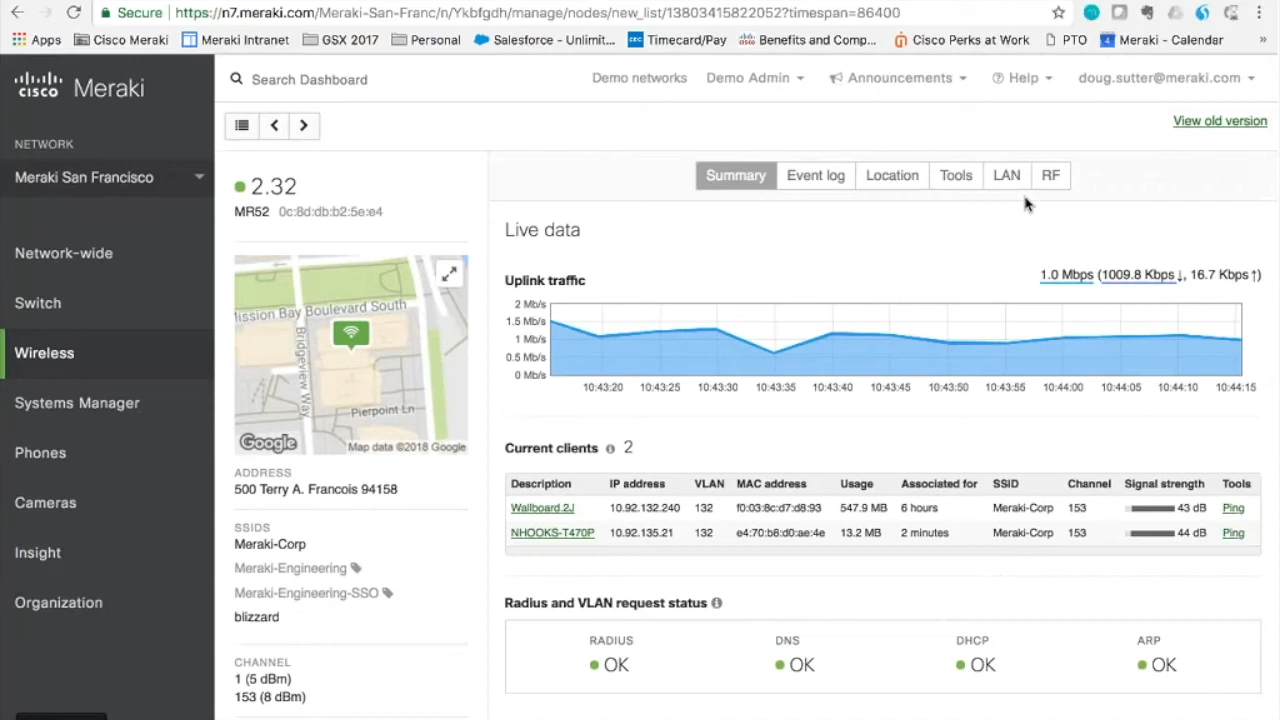 Secure https://n7.meraki.com/Meraki-San-Franc/n/Ykbfgdh/manage/nodes/new_list/13803415822052?timespan=86400
Apps Cisco Meraki Meraki Intranet GSX 2017 Personal Salesforce - Unlimit... Timecard/Pay Benefits and Comp... Cisco Perks at Work PTO Meraki - Calendar »
cisco Meraki
Search Dashboard
Demo networks Demo Admin Announcements Help doug.sutter@meraki.com
View old version
NETWORK
Meraki San Francisco
Network-wide
Switch
Wireless
Systems Manager
Phones
Cameras
Insight
Organization
2.32
MR52 0c:8d:db:b2:5e:e4
Mission Bay Boulevard South
Bridgeview Way
Pierpoint Ln
Google
Map data ©2018 Google
ADDRESS
500 Terry A. Francois 94158
SSIDS
Meraki-Corp
Meraki-Engineering
Meraki-Engineering-SSO
blizzard
CHANNEL
1 (5 dBm)
153 (8 dBm)
Summary Event log Location Tools LAN RF
Live data
Uplink traffic
1.0 Mbps (1009.8 Kbps↓, 16.7 Kbps↑)
2 Mb/s
1.5 Mb/s
1 Mb/s
0.5 Mb/s
0 Mb/s
10:43:20 10:43:25 10:43:30 10:43:35 10:43:40 10:43:45 10:43:50 10:43:55 10:44:00 10:44:05 10:44:10 10:44:15
Current clients 2
Description IP address VLAN MAC address Usage Associated for SSID Channel Signal strength Tools
Wallboard 2J 10.92.132.240 132 f0:03:8c:d7:d8:93 547.9 MB 6 hours Meraki-Corp 153 43 dB Ping
NHOOKS-T470P 10.92.135.21 132 e4:70:b8:d0:ae:4e 13.2 MB 2 minutes Meraki-Corp 153 44 dB Ping
Radius and VLAN request status
RADIUS DNS DHCP ARP
OK OK OK OK